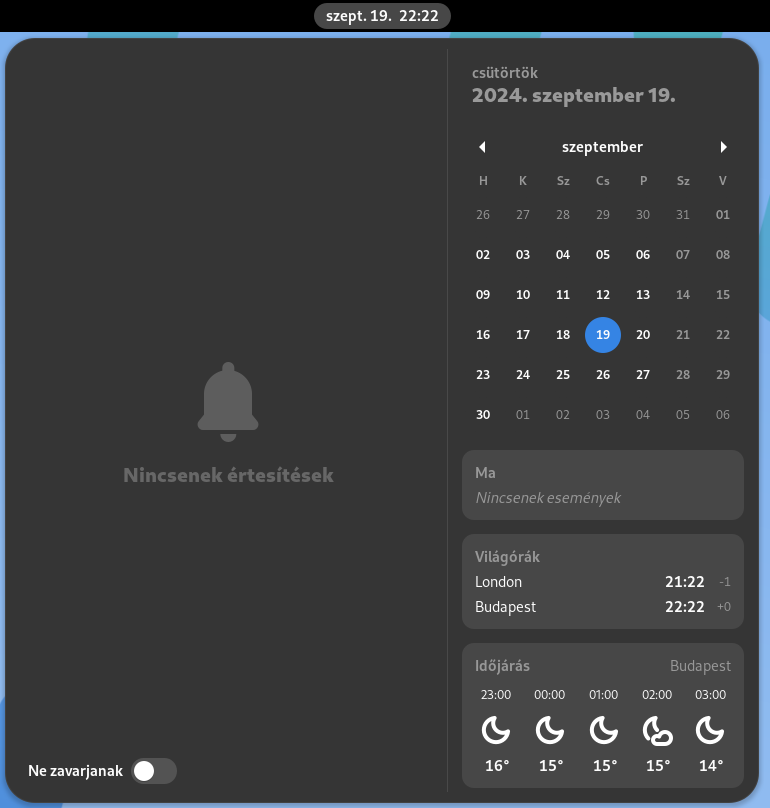 szept. 19. 22:22
Nincsenek értesítések
Ne zavarjanak
csütörtök
2024. szeptember 19.
szeptember
H K Sz Cs P Sz V
26 27 28 29 30 31 01
02 03 04 05 06 07 08
09 10 11 12 13 14 15
16 17 18 19 20 21 22
23 24 25 26 27 28 29
30 01 02 03 04 05 06
Ma
Nincsenek események
Világórák
London 21:22 -1
Budapest 22:22 +0
Időjárás Budapest
23:00 00:00 01:00 02:00 03:00
16° 15° 15° 15° 14°